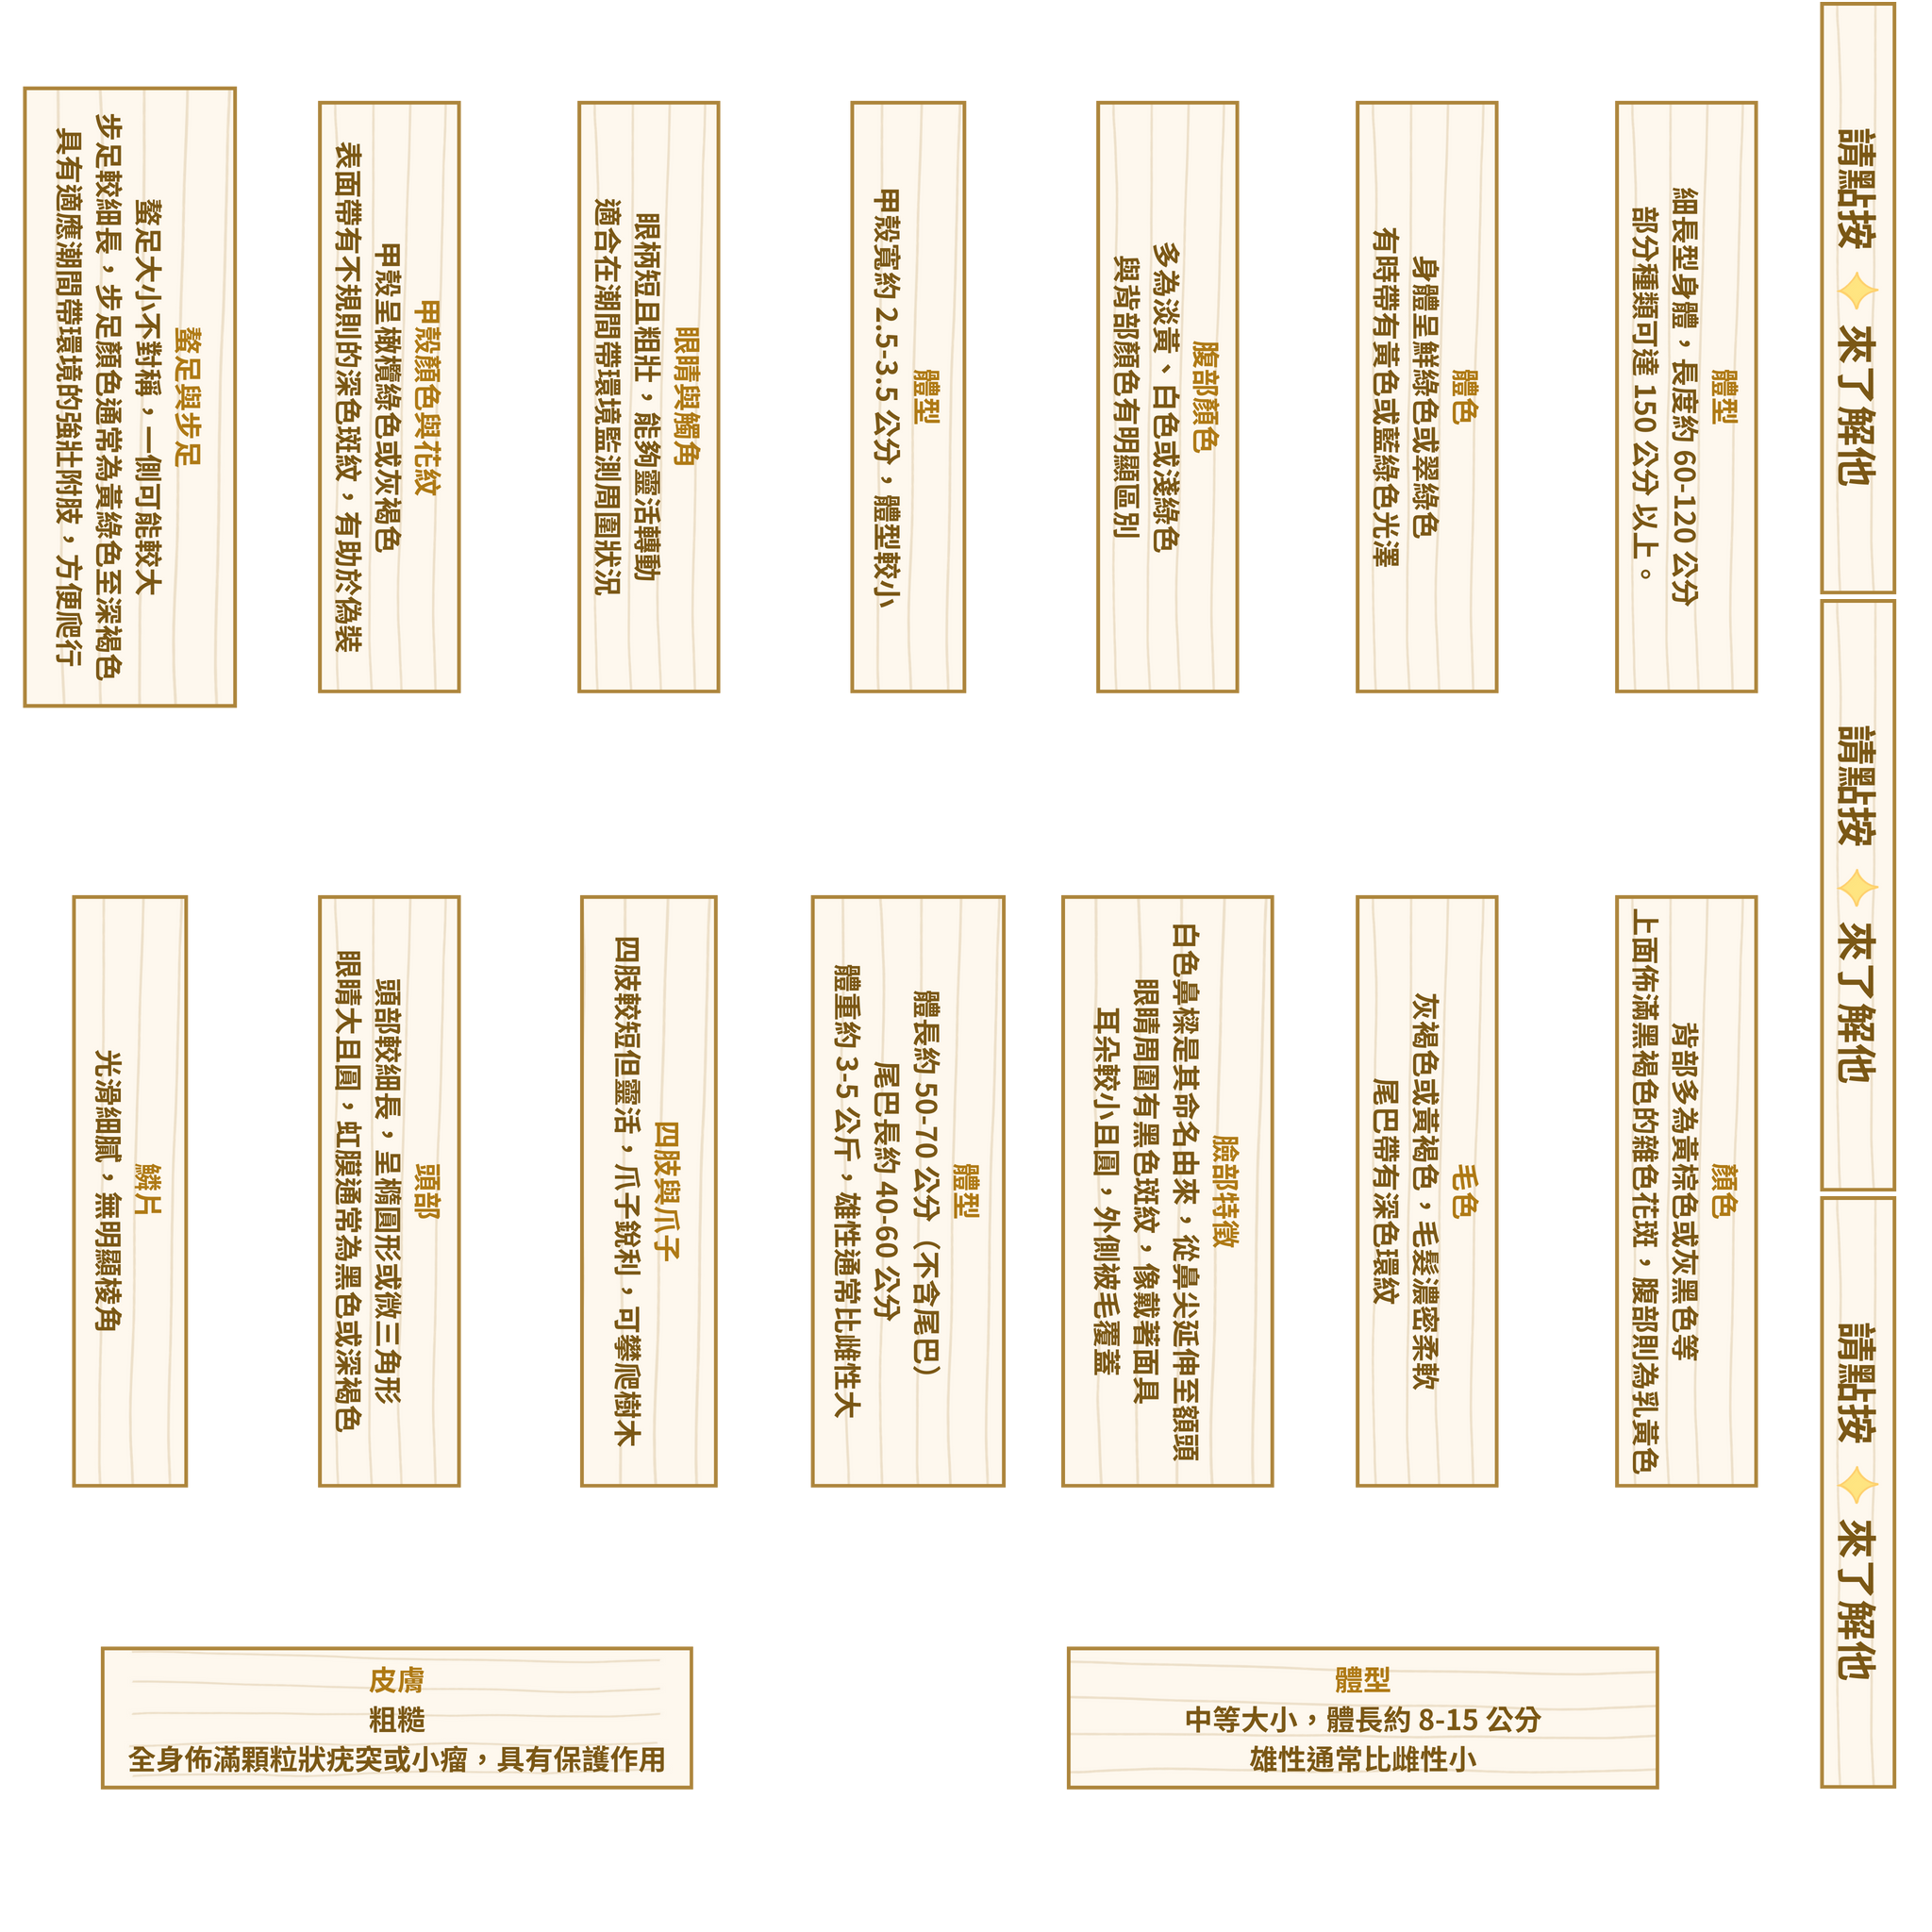 請點按 來了解他
請點按 來了解他
請點按 來了解他
體型
細長型身體，長度約 60-120 公分
部分種類可達 150 公分 以上。
體色
身體呈鮮綠色或翠綠色
有時帶有黃色或藍綠色光澤
腹部顏色
多為淡黃、白色或淺綠色
與背部顏色有明顯區別
體型
甲殼寬約 2.5-3.5 公分，體型較小
眼睛與觸角
眼柄短且粗壯，能夠靈活轉動
適合在潮間帶環境監測周圍狀況
甲殼顏色與花紋
甲殼呈橄欖綠色或灰褐色
表面帶有不規則的深色斑紋，有助於偽裝
螯足與步足
螯足大小不對稱，一側可能較大
步足較細長，步足顏色通常為黃綠色至深褐色
具有適應潮間帶環境的強壯附肢，方便爬行
顏色
背部多為黃棕色或灰黑色等
上面佈滿黑褐色的雜色花斑，腹部則為乳黃色
毛色
灰褐色或黃褐色，毛髮濃密柔軟
尾巴帶有深色環紋
臉部特徵
白色鼻樑是其命名由來，從鼻尖延伸至額頭
眼睛周圍有黑色斑紋，像戴著面具
耳朵較小且圓，外側被毛覆蓋
體型
體長約 50-70 公分（不含尾巴）
尾巴長約 40-60 公分
體重約 3-5 公斤，雄性通常比雌性大
四肢與爪子
四肢較短但靈活，爪子銳利，可攀爬樹木
頭部
頭部較細長，呈橢圓形或微三角形
眼睛大且圓，虹膜通常為黑色或深褐色
鱗片
光滑細膩，無明顯棱角
皮膚
粗糙
全身佈滿顆粒狀疣突或小瘤，具有保護作用
體型
中等大小，體長約 8-15 公分
雄性通常比雌性小